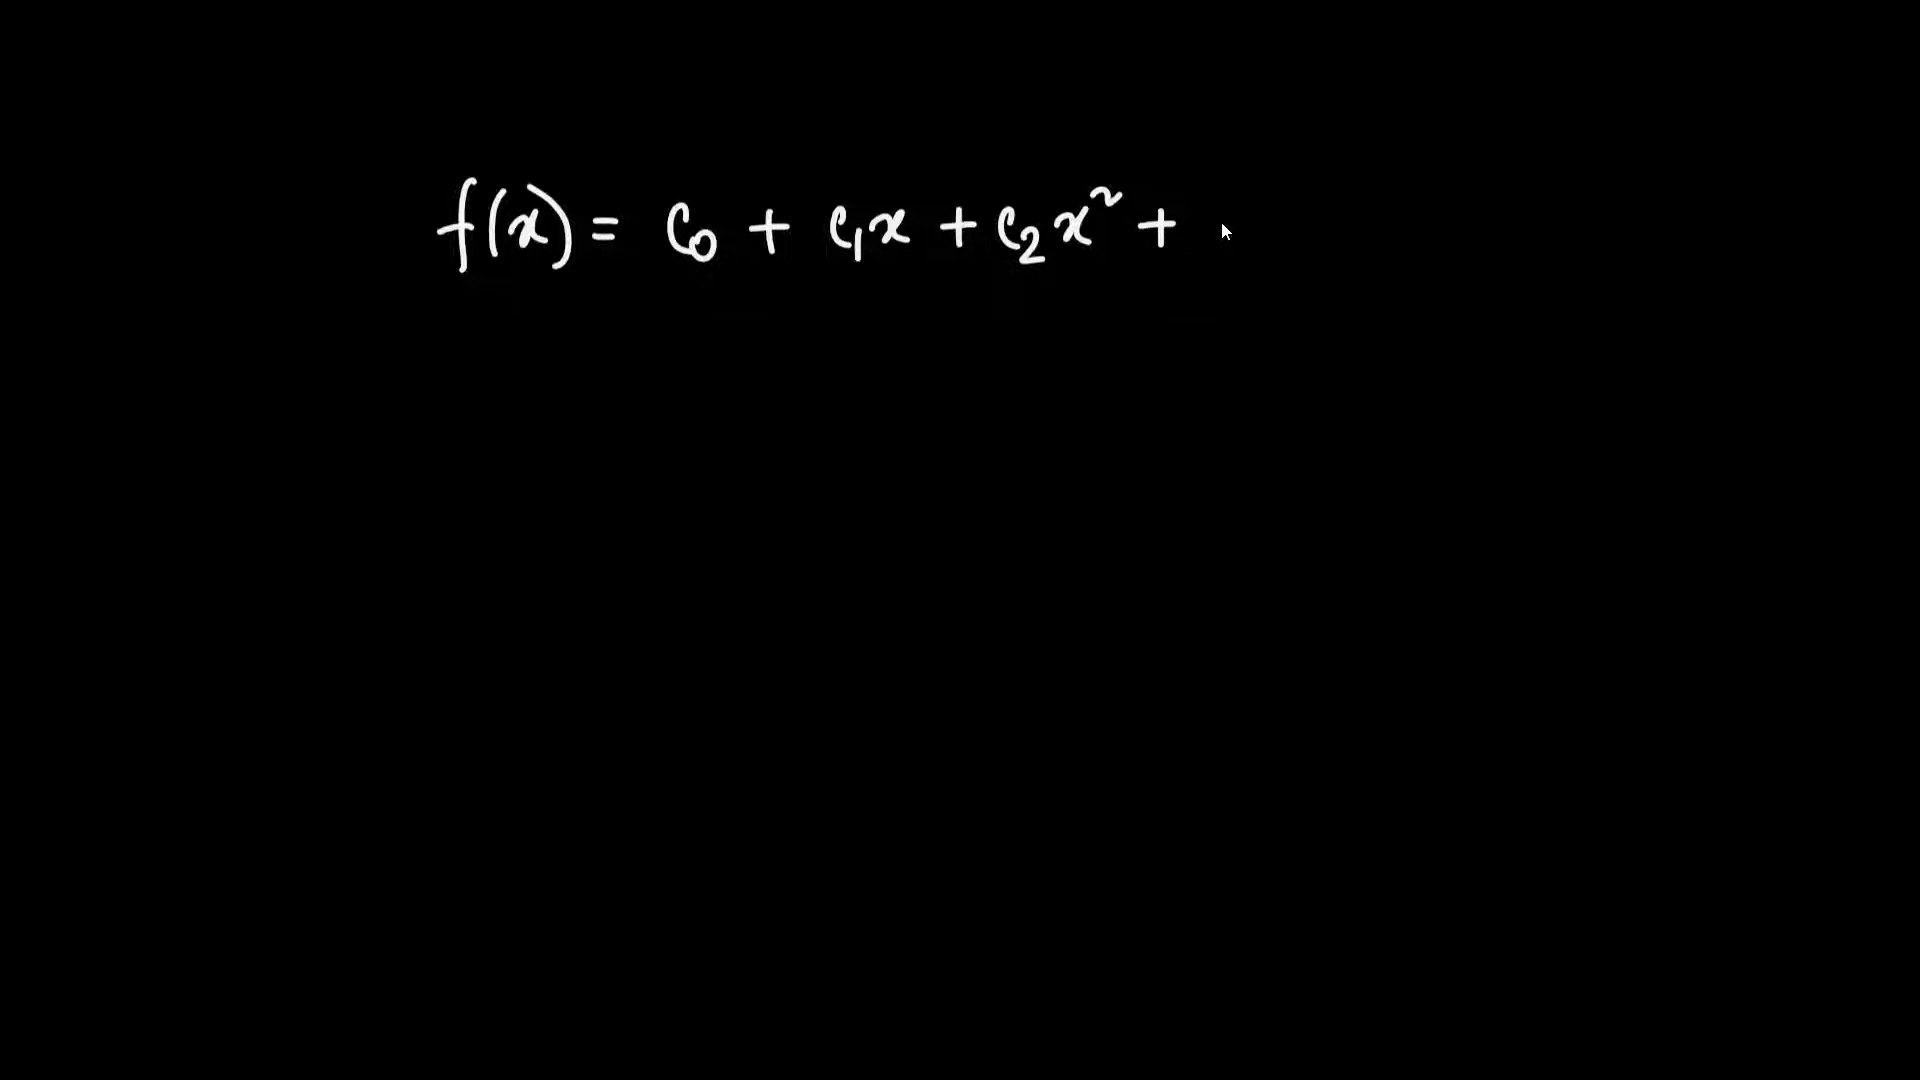 f(x) = c₀ + c₁x + c₂x² +